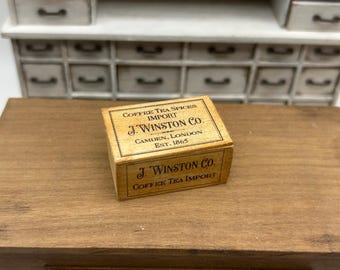 COFFEE TEA SPICES
IMPORT
J. WINSTON CO.
CAMDEN, LONDON
EST. 1865
J. WINSTON CO.
COFFEE TEA IMPORT